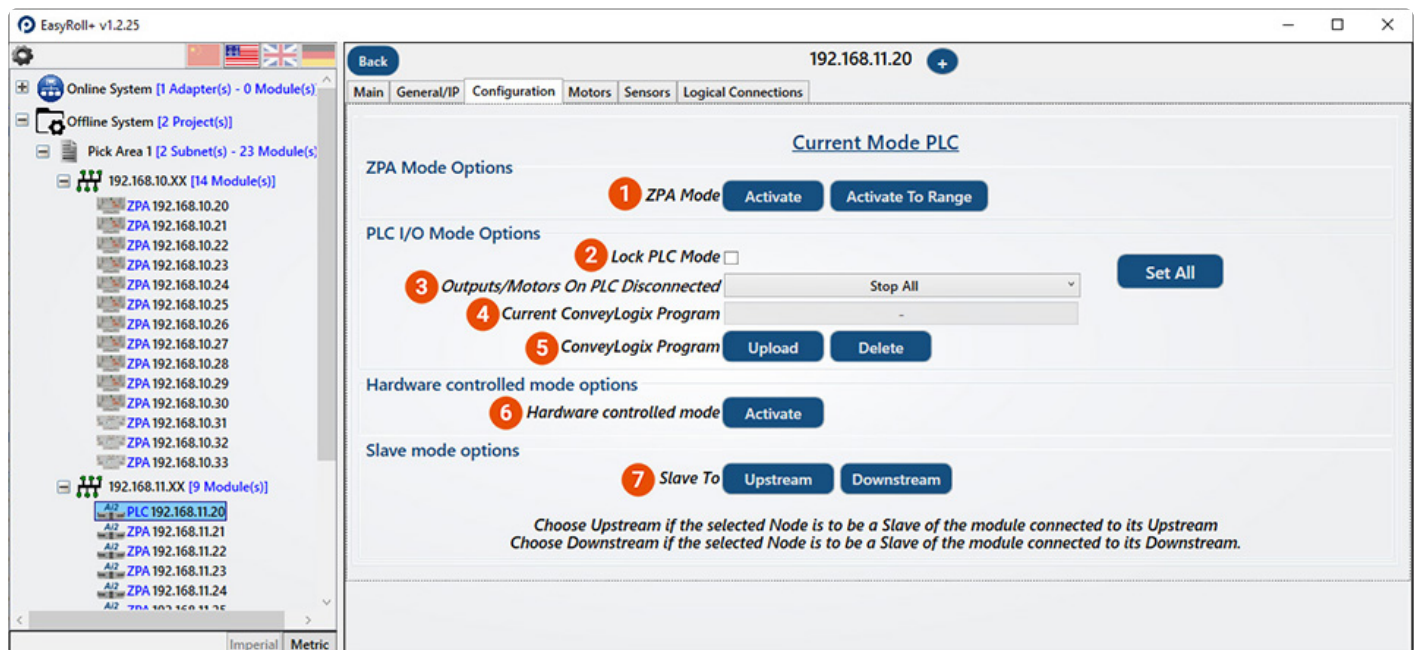 EasyRoll+ v1.2.25
Online System [1 Adapter(s) - 0 Module(s)
Offline System [2 Project(s)]
Pick Area 1 [2 Subnet(s) - 23 Module(s)
192.168.10.XX [14 Module(s)]
ZPA 192.168.10.20
ZPA 192.168.10.21
ZPA 192.168.10.22
ZPA 192.168.10.23
ZPA 192.168.10.24
ZPA 192.168.10.25
ZPA 192.168.10.26
ZPA 192.168.10.27
ZPA 192.168.10.28
ZPA 192.168.10.29
ZPA 192.168.10.30
ZPA 192.168.10.31
ZPA 192.168.10.32
ZPA 192.168.10.33
192.168.11.XX [9 Module(s)]
Ai2 PLC 192.168.11.20
Ai2 ZPA 192.168.11.21
Ai2 ZPA 192.168.11.22
Ai2 ZPA 192.168.11.23
Ai2 ZPA 192.168.11.24
Ai2 ZPA 192.168.11.25
Imperial Metric
Back 192.168.11.20 +
Main General/IP Configuration Motors Sensors Logical Connections
Current Mode PLC
ZPA Mode Options
1 ZPA Mode Activate Activate To Range
PLC I/O Mode Options
2 Lock PLC Mode
Set All
3 Outputs/Motors On PLC Disconnected Stop All
4 Current ConveyLogix Program -
5 ConveyLogix Program Upload Delete
Hardware controlled mode options
6 Hardware controlled mode Activate
Slave mode options
7 Slave To Upstream Downstream
Choose Upstream if the selected Node is to be a Slave of the module connected to its Upstream
Choose Downstream if the selected Node is to be a Slave of the module connected to its Downstream.